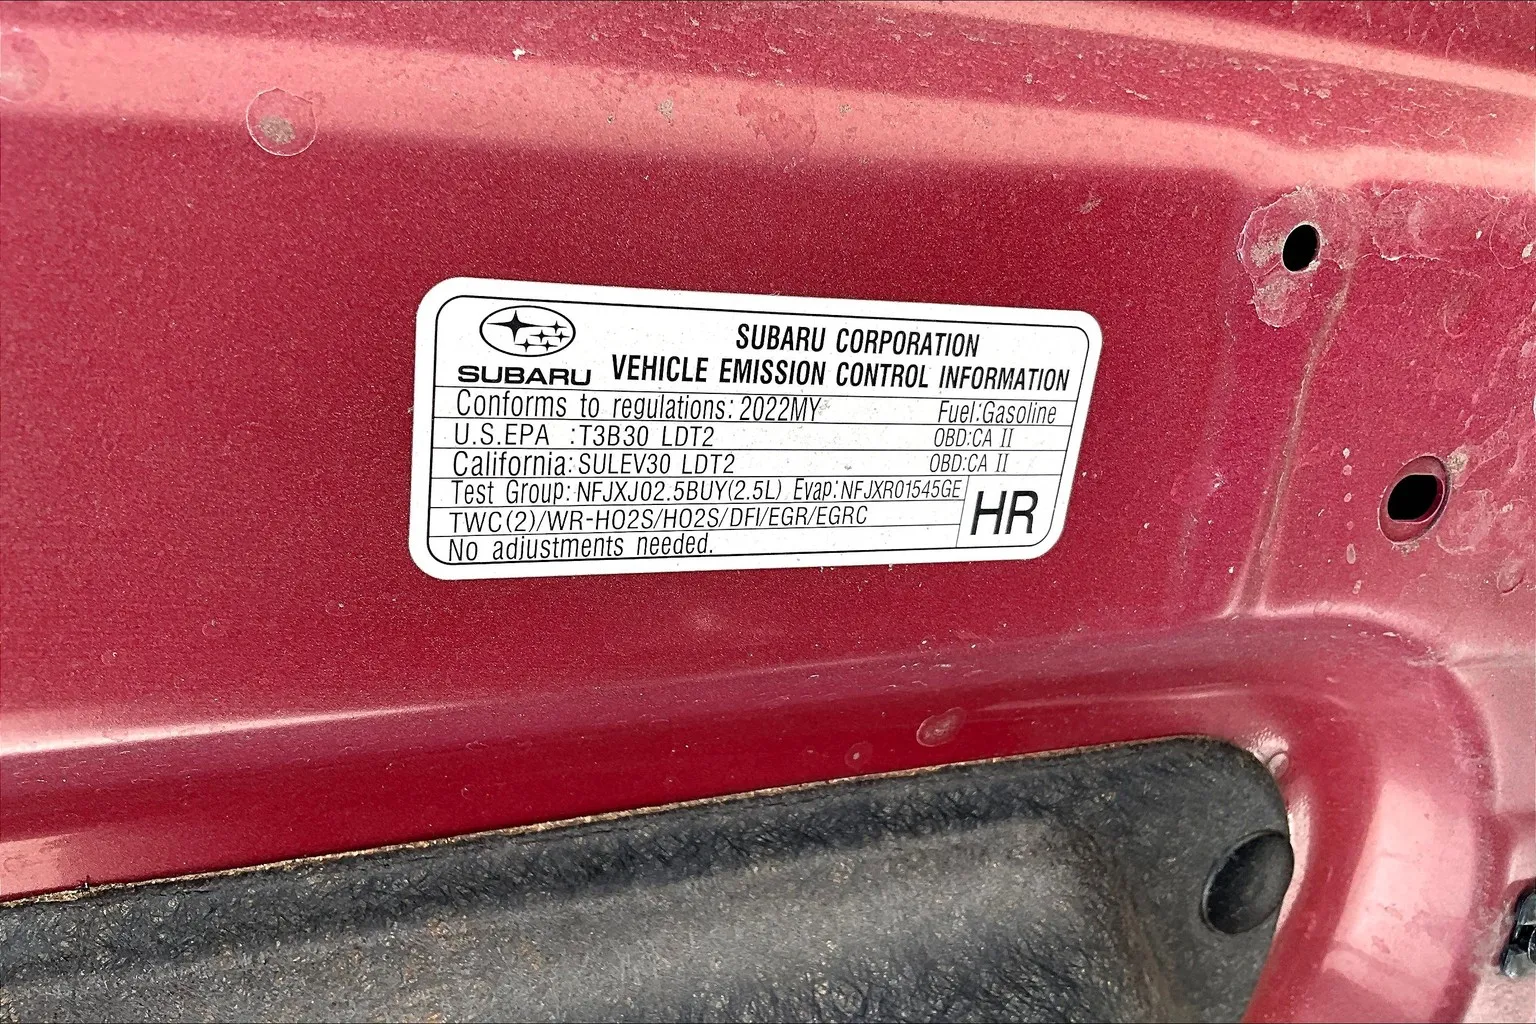 SUBARU
SUBARU CORPORATION
VEHICLE EMISSION CONTROL INFORMATION
Conforms to regulations: 2022MY Fuel:Gasoline
U.S.EPA :T3B30 LDT2 OBD:CA II
California:SULEV30 LDT2 OBD:CA II
Test Group:NFJXJ02.5BUY(2.5L) Evap:NFJXR01545GE
TWC(2)/WR-HO2S/HO2S/DFI/EGR/EGRC
No adjustments needed.
HR